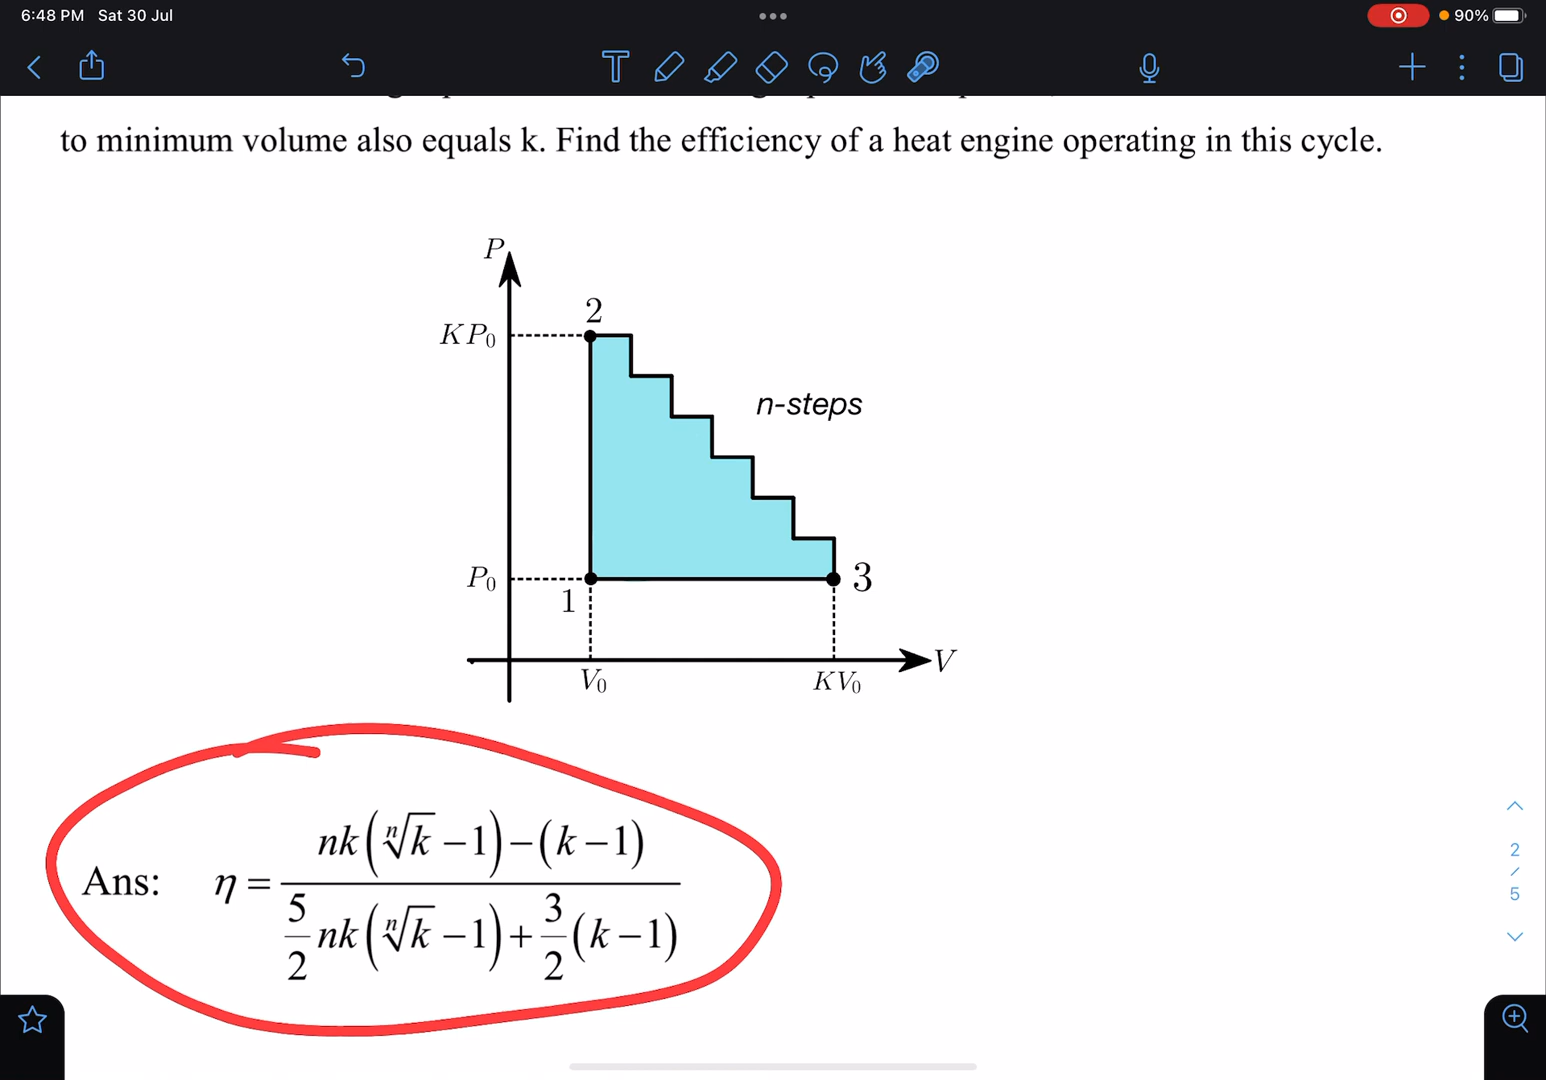 6:48 PM Sat 30 Jul
90%
to minimum volume also equals k. Find the efficiency of a heat engine operating in this cycle.
P
2
KP₀
n-steps
P₀
3
1
V
V₀
KV₀
Ans: η = (nk(ⁿ√k − 1) − (k − 1)) / (5/2 nk(ⁿ√k − 1) + 3/2 (k − 1))
2
/
5